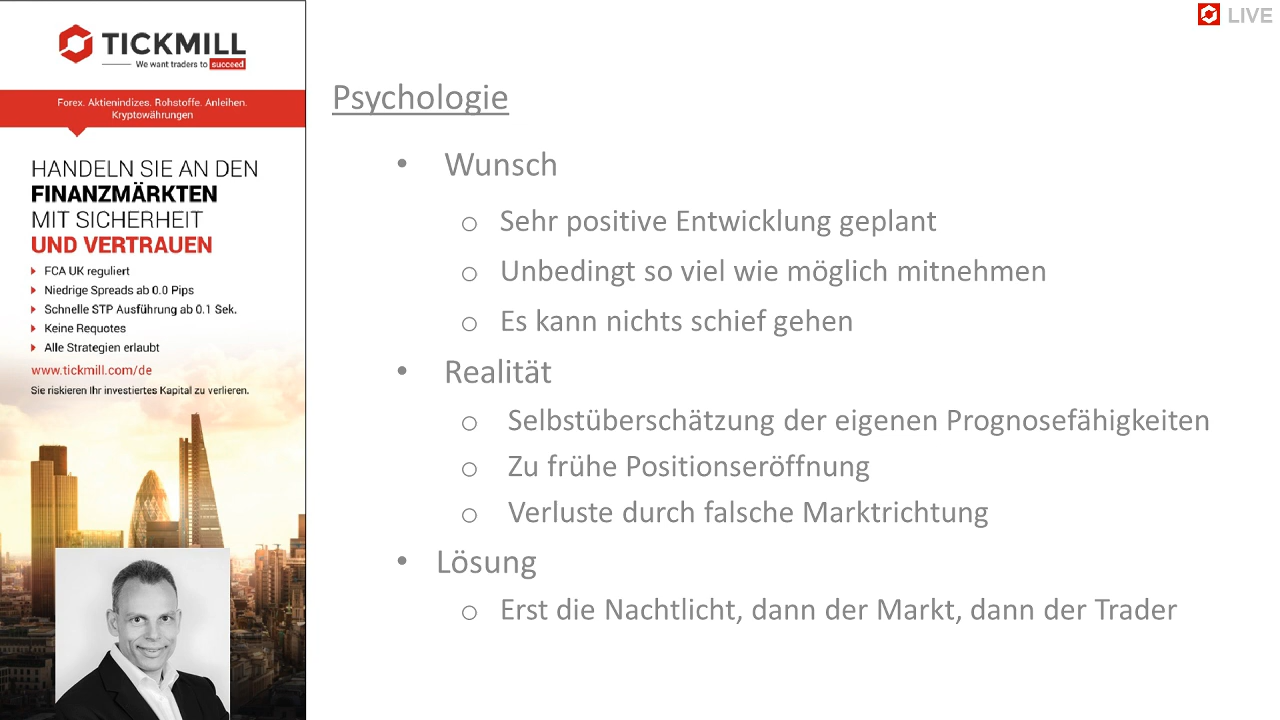 TICKMILL
We want traders to succeed
Forex. Aktienindizes. Rohstoffe. Anleihen.
Kryptowährungen
HANDELN SIE AN DEN
FINANZMÄRKTEN
MIT SICHERHEIT
UND VERTRAUEN
FCA UK reguliert
Niedrige Spreads ab 0.0 Pips
Schnelle STP Ausführung ab 0.1 Sek.
Keine Requotes
Alle Strategien erlaubt
www.tickmill.com/de
Sie riskieren Ihr investiertes Kapital zu verlieren.
LIVE
Psychologie
• Wunsch
o Sehr positive Entwicklung geplant
o Unbedingt so viel wie möglich mitnehmen
o Es kann nichts schief gehen
• Realität
o Selbstüberschätzung der eigenen Prognosefähigkeiten
o Zu frühe Positionseröffnung
o Verluste durch falsche Marktrichtung
• Lösung
o Erst die Nachtlicht, dann der Markt, dann der Trader